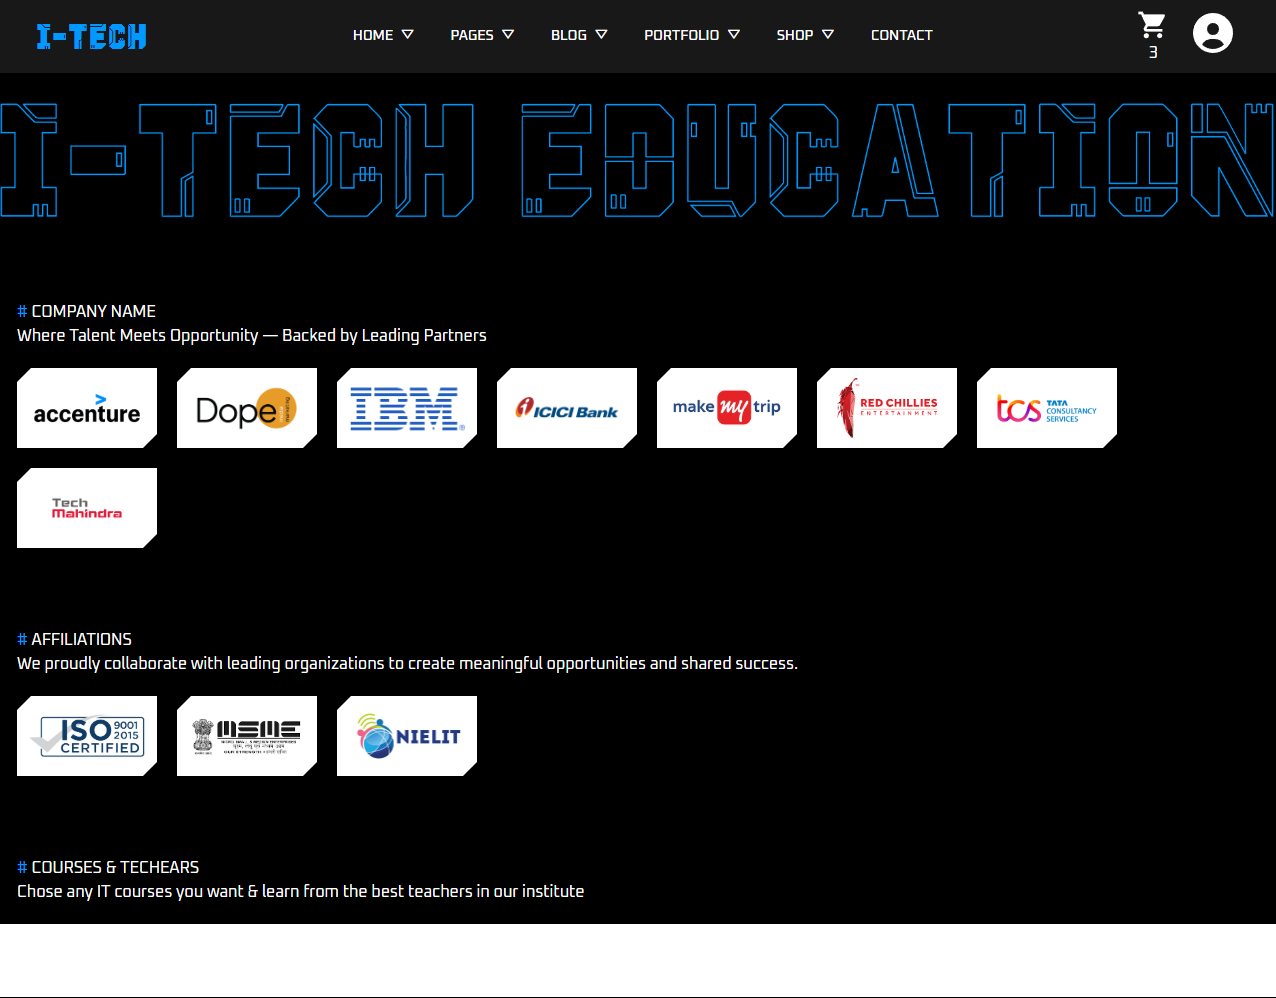 I-TECH
HOME
PAGES
BLOG
PORTFOLIO
SHOP
CONTACT
3
I-TECH EDUCATION
# COMPANY NAME
Where Talent Meets Opportunity — Backed by Leading Partners
accenture
Dope
IBM
ICICI Bank
make my trip
RED CHILLIES
ENTERTAINMENT
tcs
TATA
CONSULTANCY
SERVICES
Tech
Mahindra
# AFFILIATIONS
We proudly collaborate with leading organizations to create meaningful opportunities and shared success.
ISO
9001
2015
CERTIFIED
MSME
NIELIT
# COURSES & TECHEARS
Chose any IT courses you want & learn from the best teachers in our institute